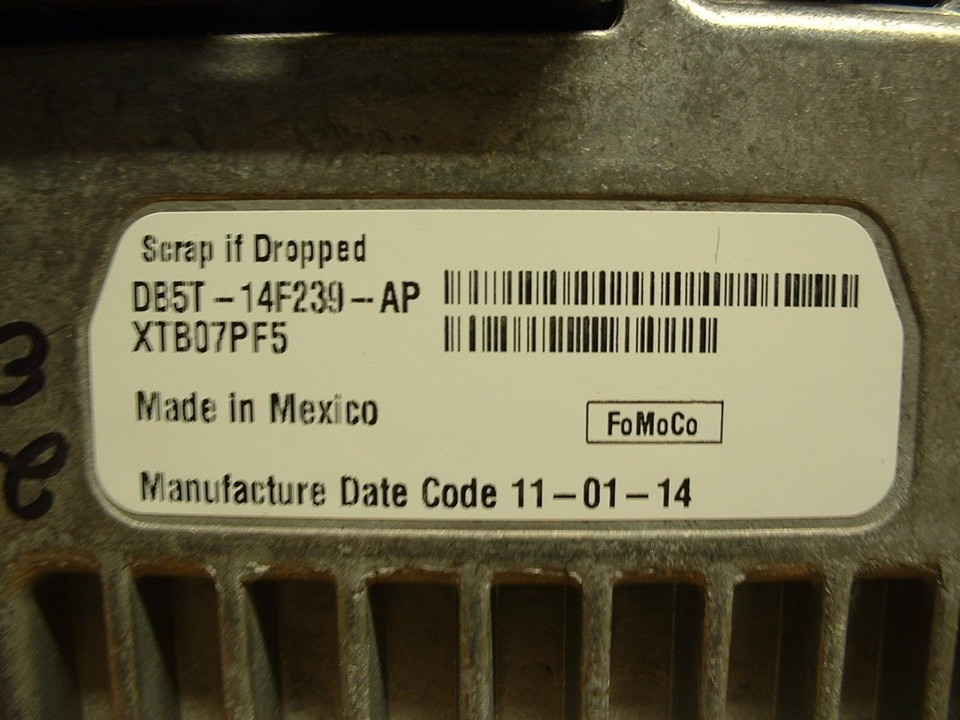 Scrap if Dropped
DB5T-14F239-AP
XTB07PF5
Made in Mexico
FoMoCo
Manufacture Date Code 11-01-14